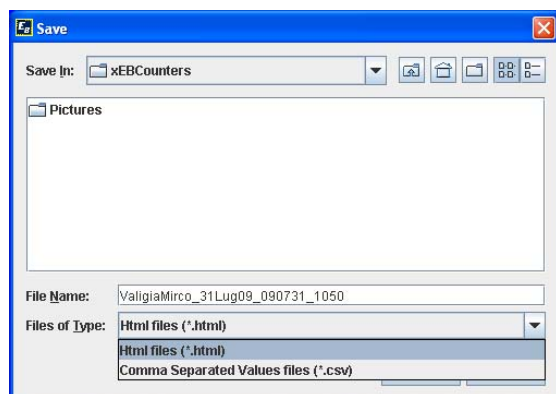 EB Save
Save In: xEBCounters
Pictures
File Name: ValigiaMirco_31Lug09_090731_1050
Files of Type: Html files (*.html)
Html files (*.html)
Comma Separated Values files (*.csv)